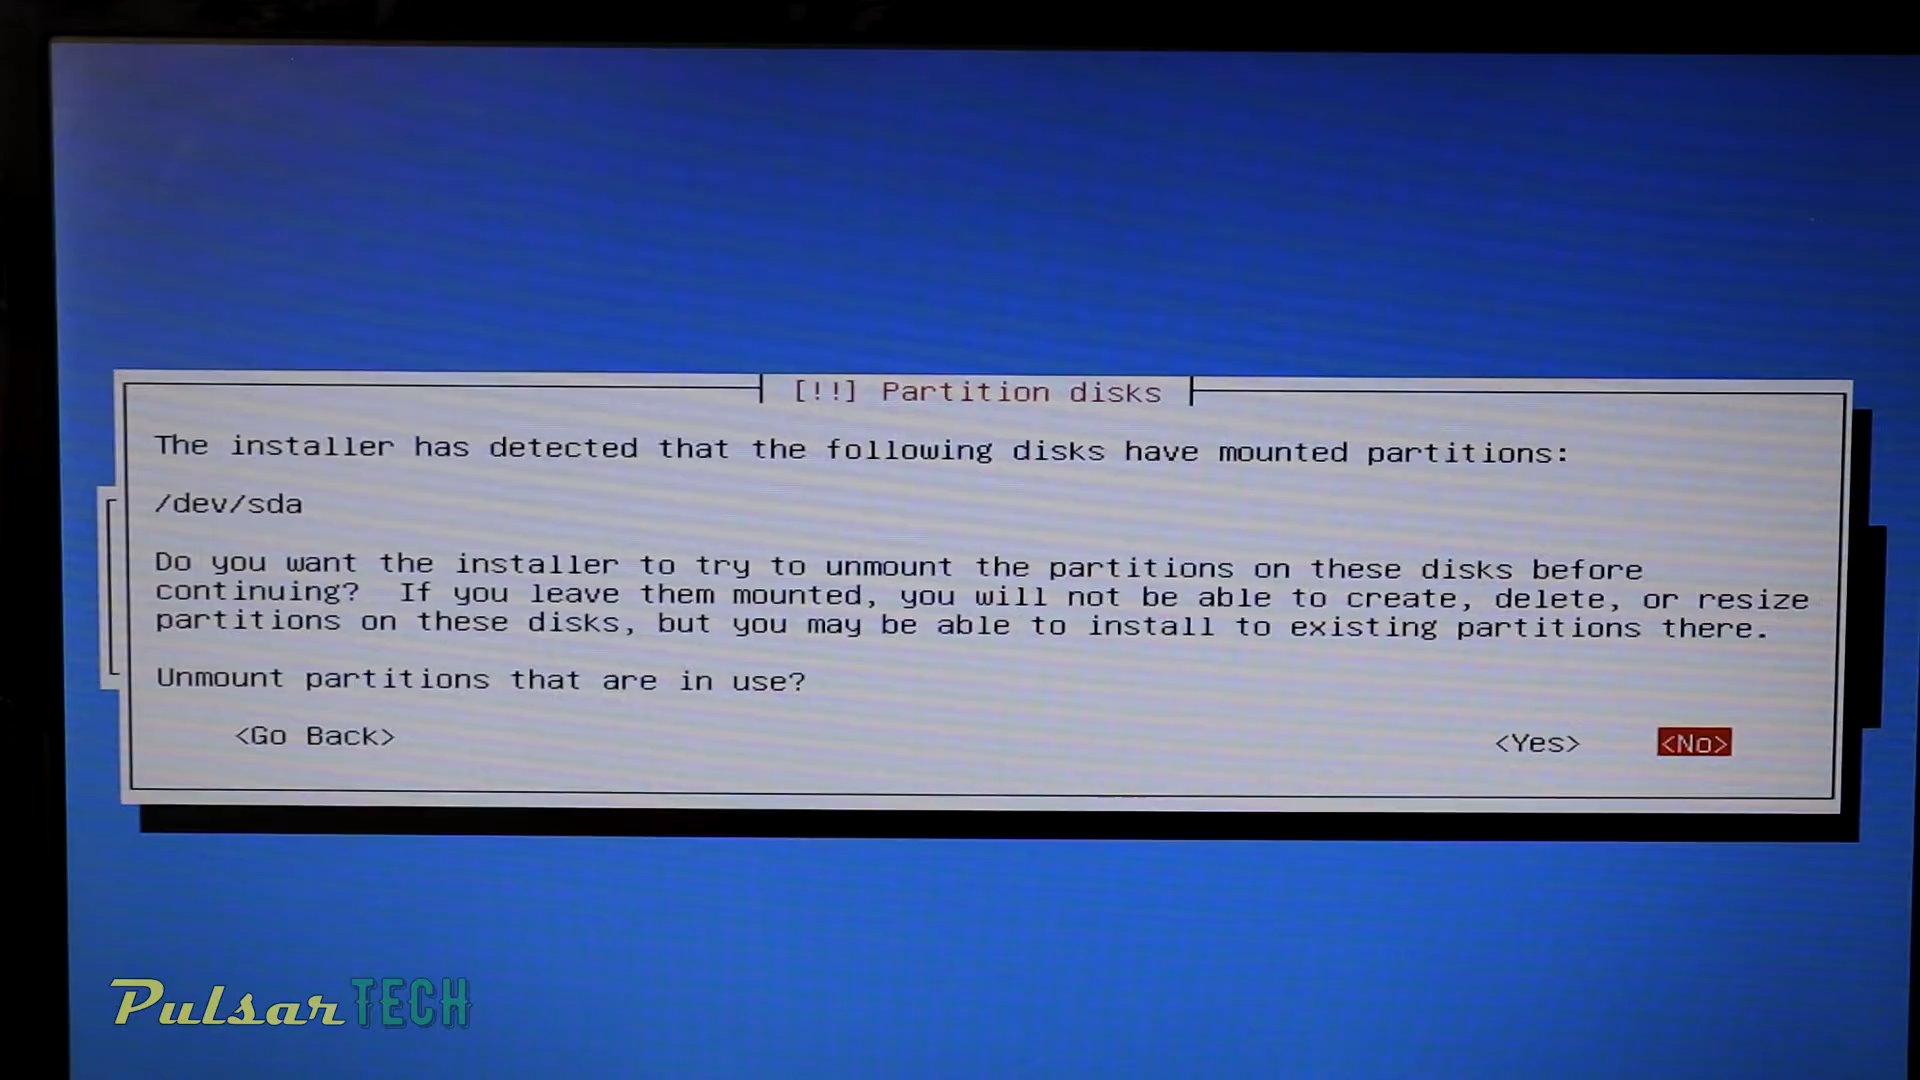 [!!] Partition disks
The installer has detected that the following disks have mounted partitions:
/dev/sda
Do you want the installer to try to unmount the partitions on these disks before
continuing?  If you leave them mounted, you will not be able to create, delete, or resize
partitions on these disks, but you may be able to install to existing partitions there.
Unmount partitions that are in use?
<Go Back> <Yes> <No>
Pulsar TECH